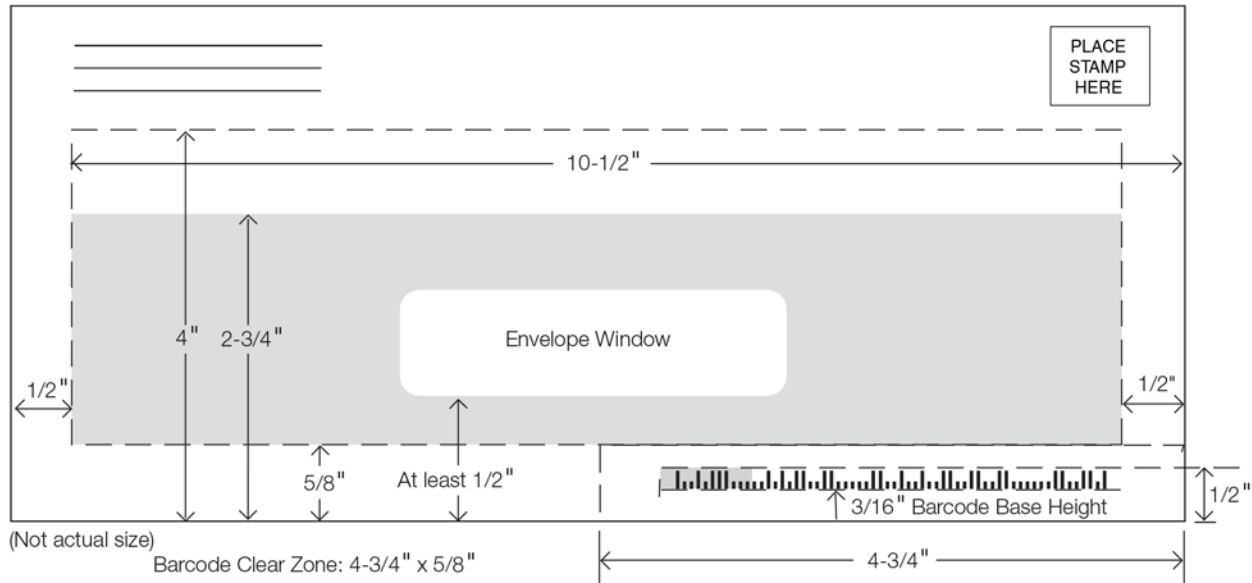 PLACE
STAMP
HERE
10-1/2"
4"
2-3/4"
Envelope Window
1/2"
1/2"
5/8"
At least 1/2"
1/2"
3/16" Barcode Base Height
(Not actual size)
Barcode Clear Zone: 4-3/4" x 5/8"
4-3/4"